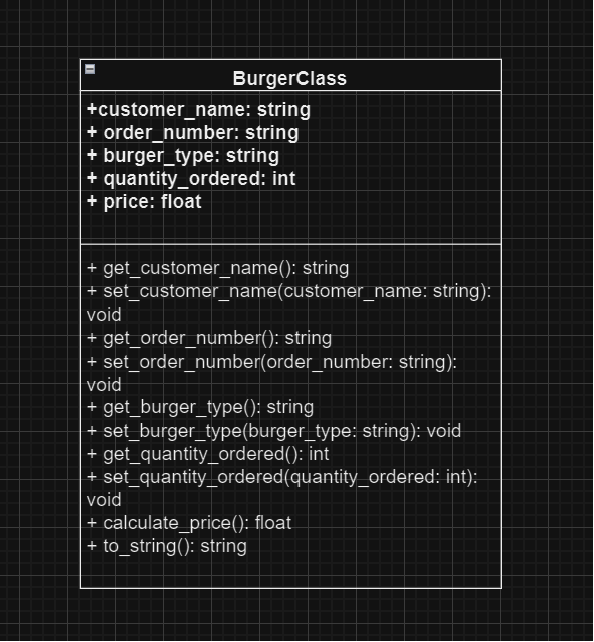 BurgerClass
+customer_name: string
+ order_number: string
+ burger_type: string
+ quantity_ordered: int
+ price: float
+ get_customer_name(): string
+ set_customer_name(customer_name: string):
void
+ get_order_number(): string
+ set_order_number(order_number: string):
void
+ get_burger_type(): string
+ set_burger_type(burger_type: string): void
+ get_quantity_ordered(): int
+ set_quantity_ordered(quantity_ordered: int):
void
+ calculate_price(): float
+ to_string(): string